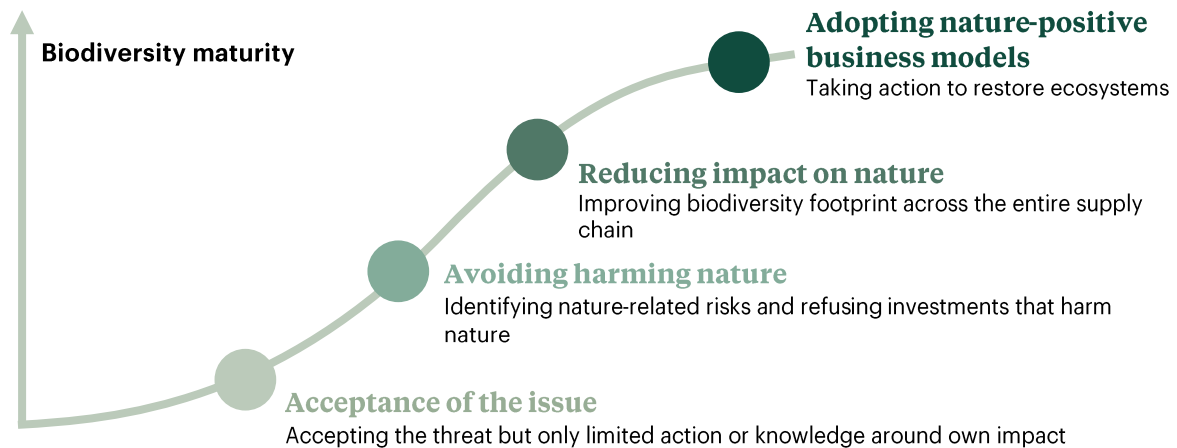 Biodiversity maturity
Adopting nature-positive
business models
Taking action to restore ecosystems
Reducing impact on nature
Improving biodiversity footprint across the entire supply
chain
Avoiding harming nature
Identifying nature-related risks and refusing investments that harm
nature
Acceptance of the issue
Accepting the threat but only limited action or knowledge around own impact